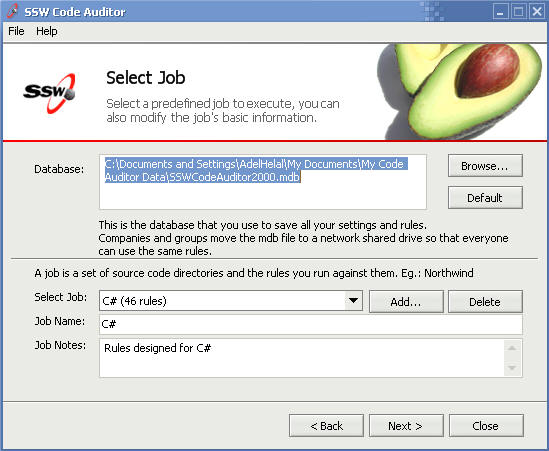 SSW Code Auditor
File Help
SSW
Select Job
Select a predefined job to execute, you can
also modify the job's basic information.
Database:
C:\Documents and Settings\AdelHelal\My Documents\My Code
Auditor Data\SSWCodeAuditor2000.mdb
Browse...
Default
This is the database that you use to save all your settings and rules.
Companies and groups move the mdb file to a network shared drive so that everyone
can use the same rules.
A job is a set of source code directories and the rules you run against them. Eg.: Northwind
Select Job: C# (46 rules) Add... Delete
Job Name: C#
Job Notes: Rules designed for C#
< Back Next > Close